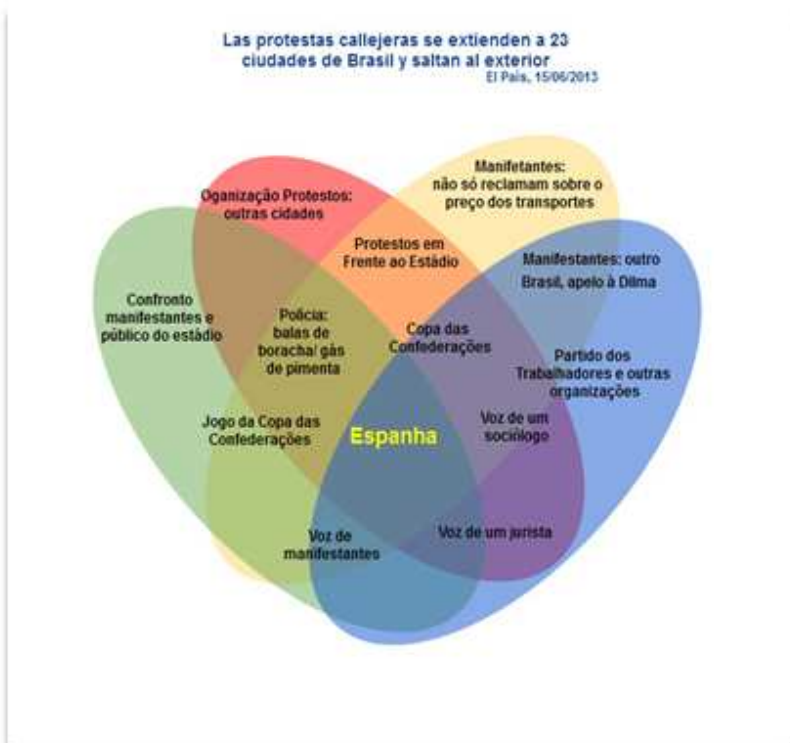 Las protestas callejeras se extienden a 23
ciudades de Brasil y saltan al exterior
El País, 15/06/2013
Manifetantes:
não só reclamam sobre o
preço dos transportes
Oganização Protestos:
outras cidades
Protestos em
Frente ao Estádio
Manifestantes: outro
Brasil, apelo à Dilma
Confronto
manifestantes e
público do estádio
Polícia:
balas de
boracha/ gás
de pimenta
Copa das
Confederações
Partido dos
Trabalhadores e outras
organizações
Jogo da Copa das
Confederações
Espanha
Voz de um
sociólogo
Voz de
manifestantes
Voz de um jurista